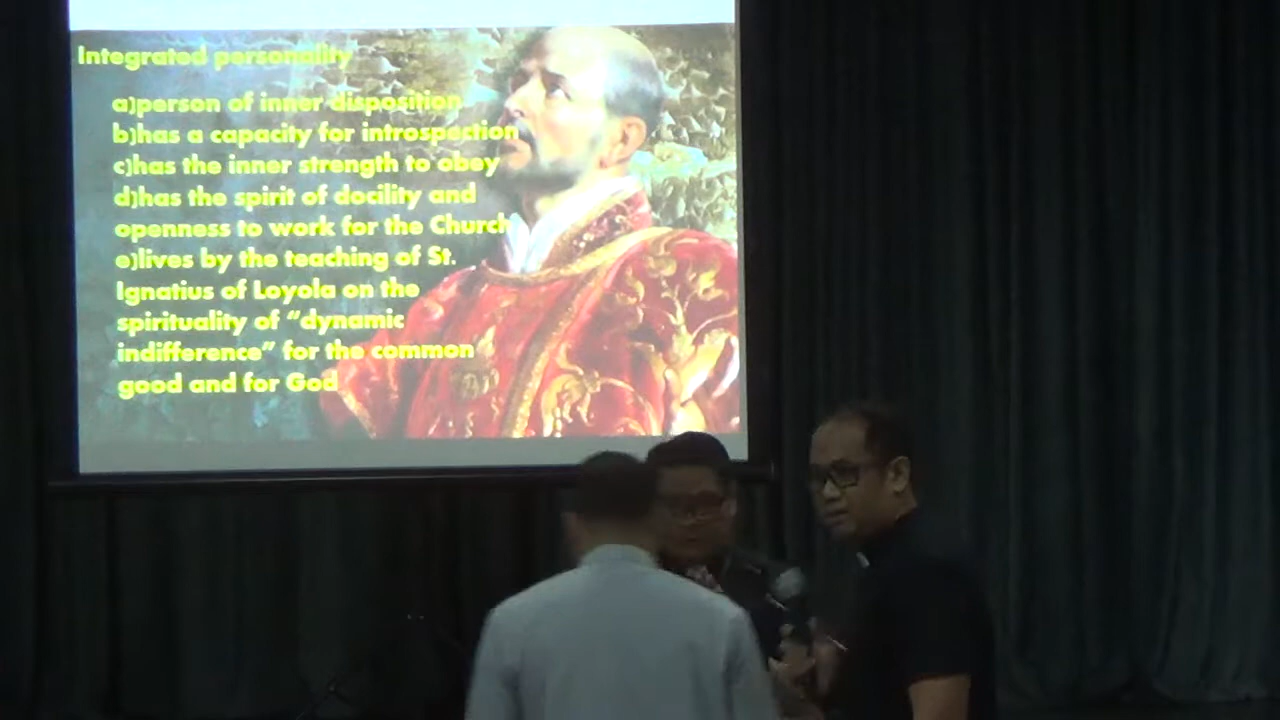 Integrated personality
a)person of inner disposition
b)has a capacity for introspection
c)has the inner strength to obey
d)has the spirit of docility and
openness to work for the Church
e)lives by the teaching of St.
Ignatius of Loyola on the
spirituality of “dynamic
indifference” for the common
good and for God